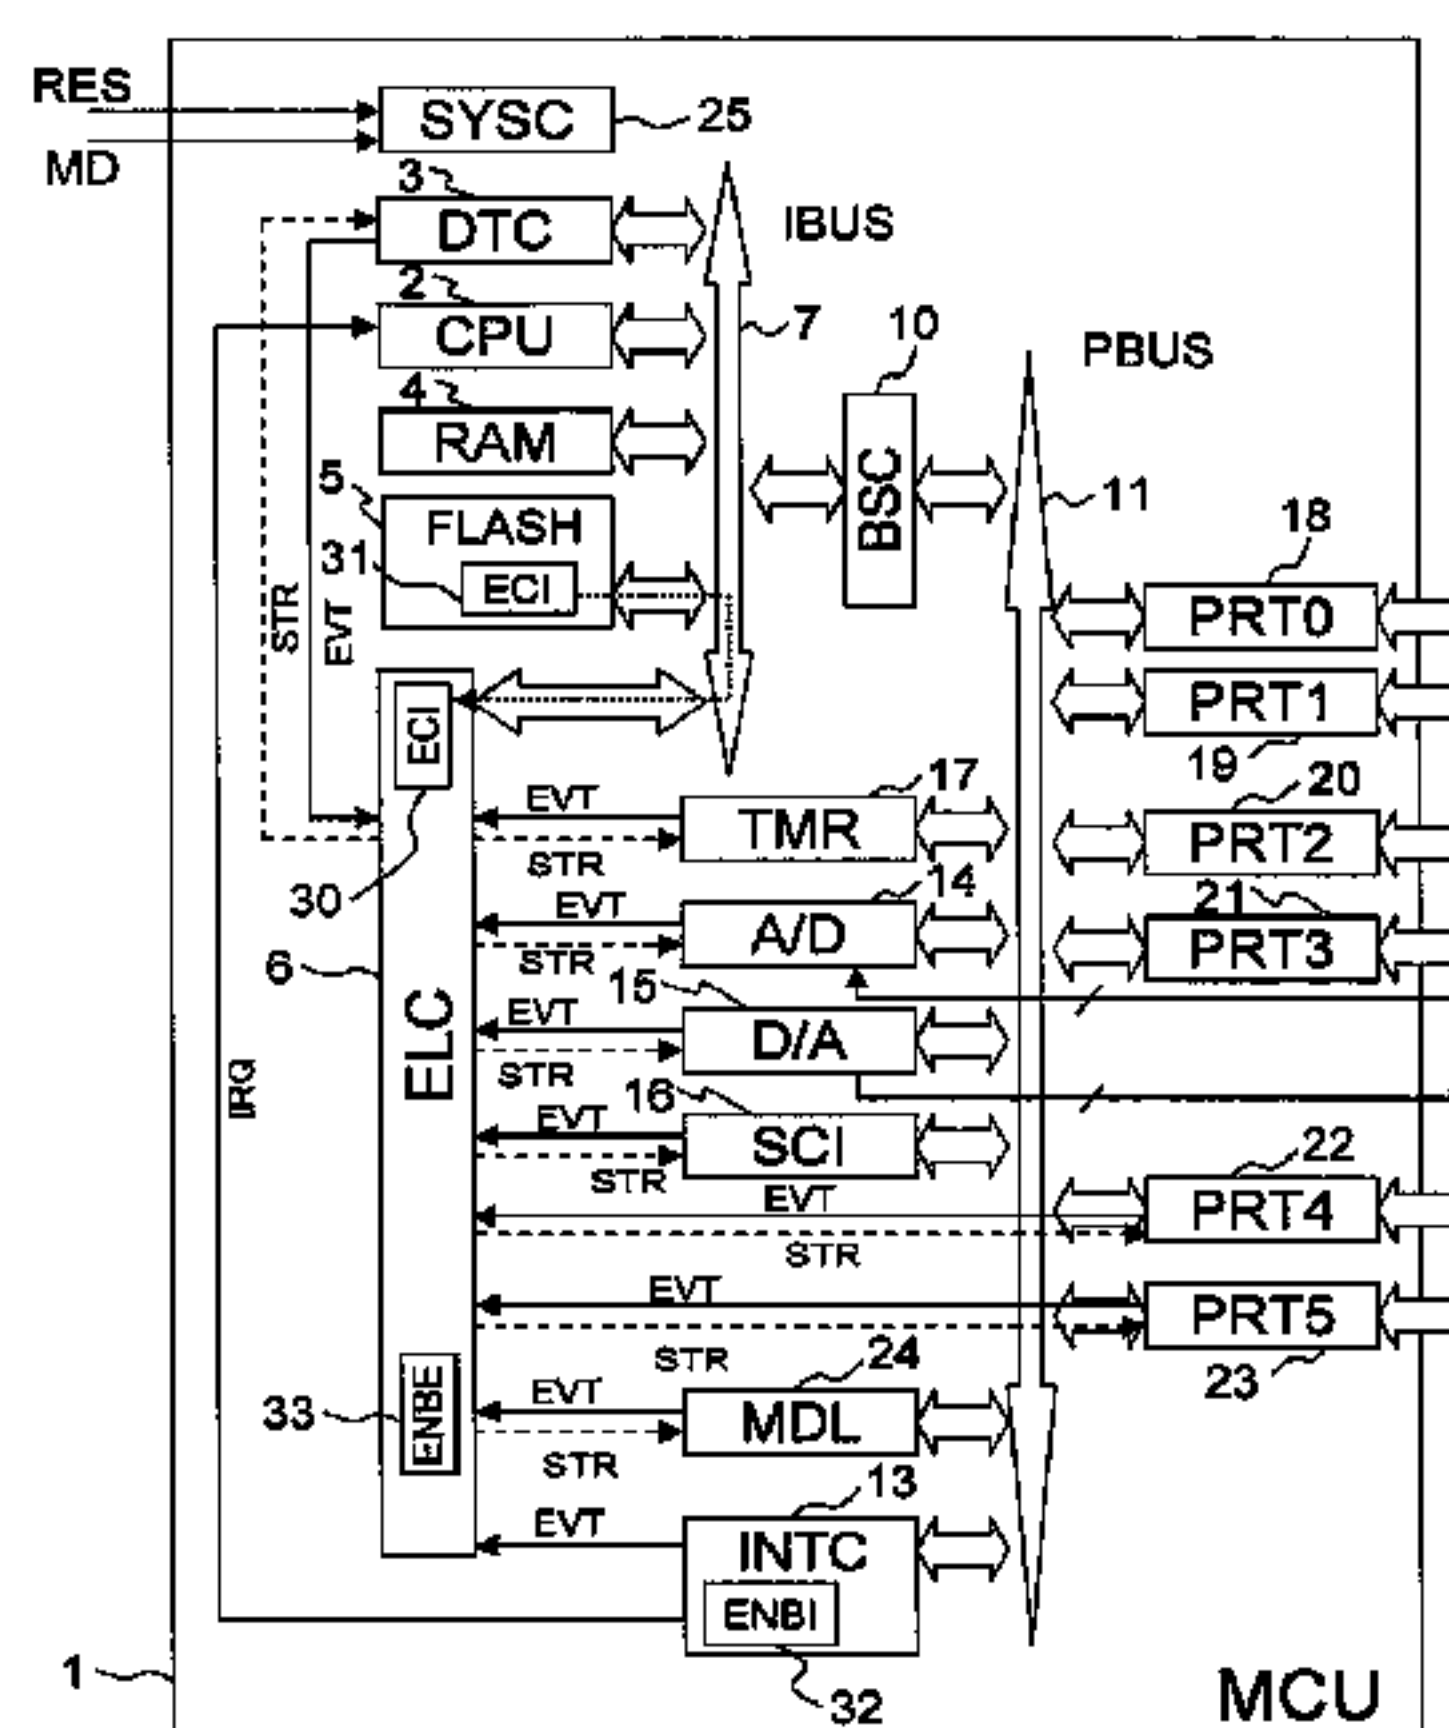 RES
SYSC
25
MD
3
DTC
IBUS
2
CPU
7
10
PBUS
4
RAM
5
FLASH
BSC
11
18
31
ECI
STR
EVT
PRT0
ECI
PRT1
19
17
20
EVT
TMR
PRT2
STR
30
14
21
EVT
A/D
PRT3
6
STR
15
ELC
EVT
D/A
STR
16
IRQ
EVT
SCI
22
STR
EVT
PRT4
STR
EVT
PRT5
STR
24
23
33
ENBE
EVT
MDL
STR
13
EVT
INTC
ENBI
1
32
MCU